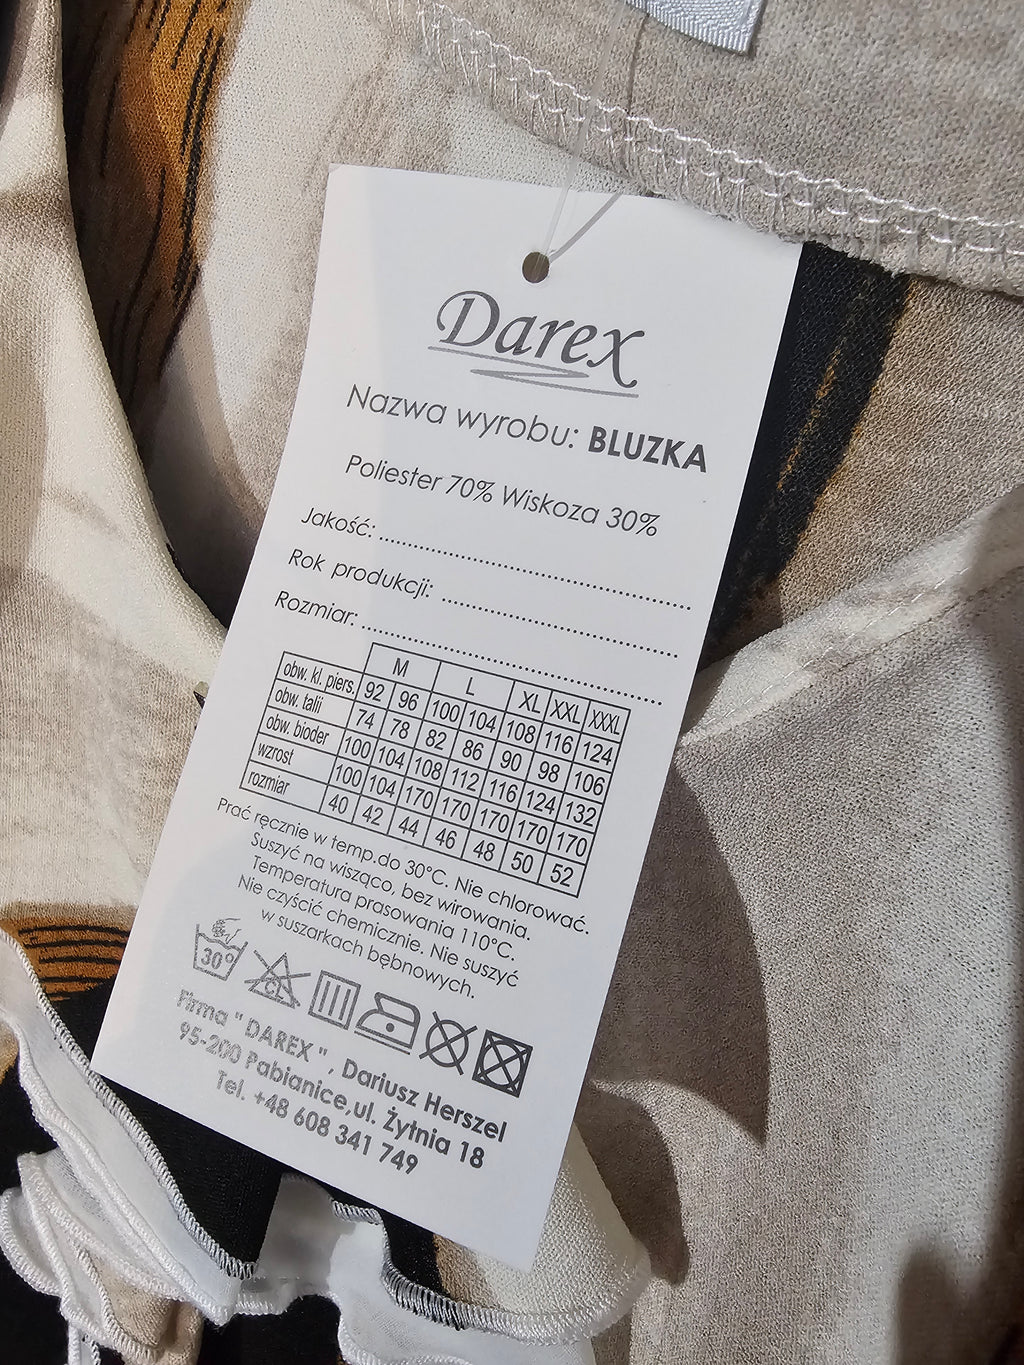 Darex
Nazwa wyrobu: BLUZKA
Poliester 70% Wiskoza 30%
Jakość: ..........................................................
Rok produkcji: ............................................
Rozmiar: .........................................................
M L XL XXL XXXL
obw. kl. piers. 92 96 100 104 108 116 124
obw. talii 74 78 82 86 90 98 106
obw. bioder 100 104 108 112 116 124 132
wzrost 100 104 170 170 170 170 170
rozmiar 40 42 44 46 48 50 52
Prać ręcznie w temp.do 30°C. Nie chlorować.
Suszyć na wisząco, bez wirowania.
Temperatura prasowania 110°C.
Nie czyścić chemicznie. Nie suszyć
w suszarkach bębnowych.
30° CL
Firma " DAREX ", Dariusz Herszel
95-200 Pabianice,ul. Żytnia 18
Tel. +48 608 341 749